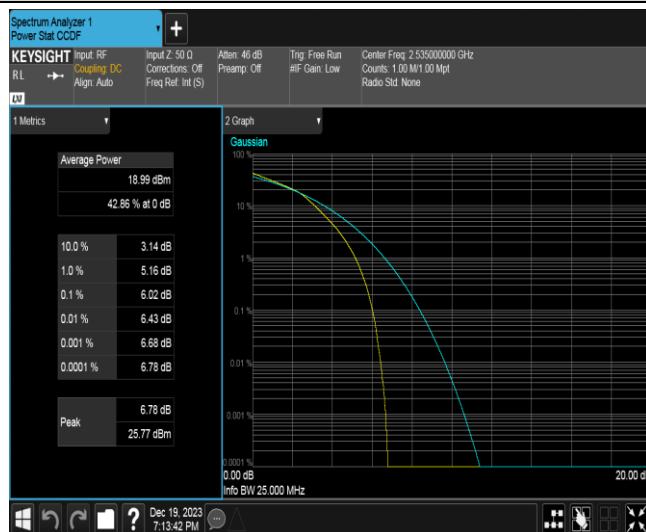 Spectrum Analyzer 1
Power Stat CCDF
+
KEYSIGHT
RL
Input: RF
Coupling: DC
Align: Auto
Input Z: 50 Ω
Corrections: Off
Freq Ref: Int (S)
Atten: 46 dB
Preamp: Off
Trig: Free Run
#IF Gain: Low
Center Freq: 2.535000000 GHz
Counts: 1.00 M/1.00 Mpt
Radio Std: None
LXI
1 Metrics
Average Power
18.99 dBm
42.86 % at 0 dB
10.0 % 3.14 dB
1.0 % 5.16 dB
0.1 % 6.02 dB
0.01 % 6.43 dB
0.001 % 6.68 dB
0.0001 % 6.78 dB
Peak
6.78 dB
25.77 dBm
2 Graph
Gaussian
100 %
10 %
1 %
0.1 %
0.01 %
0.001 %
0.0001 %
0.00 dB
20.00 d
Info BW 25.000 MHz
?
Dec 19, 2023
7:13:42 PM